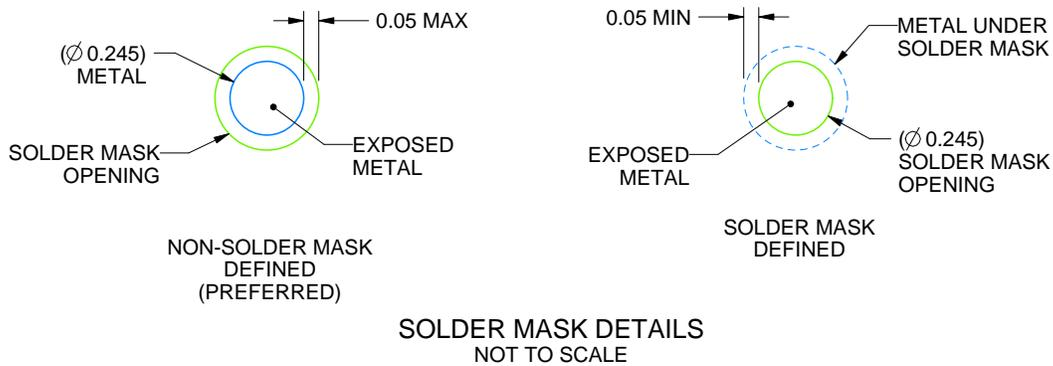 0.05 MAX
(Ø 0.245)
METAL
SOLDER MASK
OPENING
EXPOSED
METAL
NON-SOLDER MASK
DEFINED
(PREFERRED)
0.05 MIN
METAL UNDER
SOLDER MASK
EXPOSED
METAL
(Ø 0.245)
SOLDER MASK
OPENING
SOLDER MASK
DEFINED
SOLDER MASK DETAILS
NOT TO SCALE